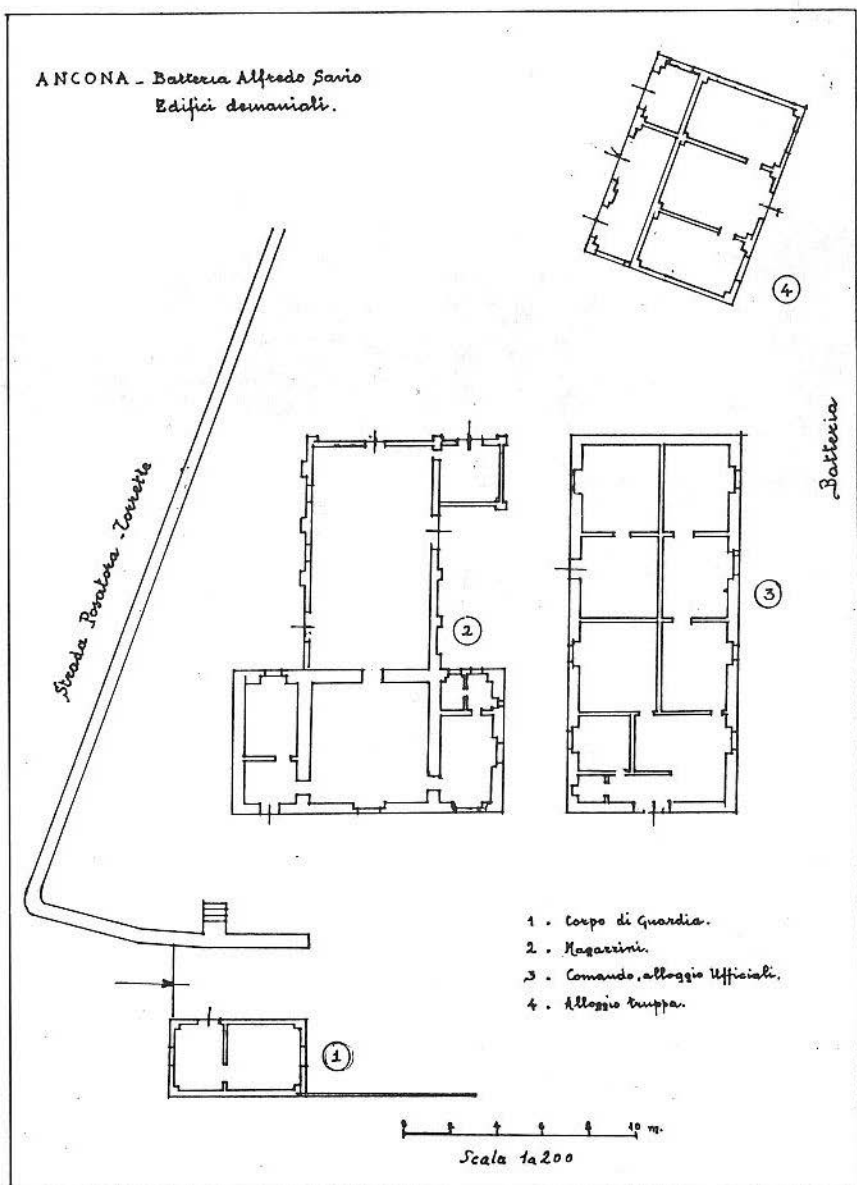 ANCONA - Batteria Alfredo Savio
Edifici demaniali.
4
Batteria
Strada Posatora - Torrette
3
2
1 . Corpo di Guardia.
2 . Magazzini.
3 . Comando, alloggio Ufficiali.
4 . Alloggio truppa.
1
0 2 4 6 8 10 m.
Scala 1a200